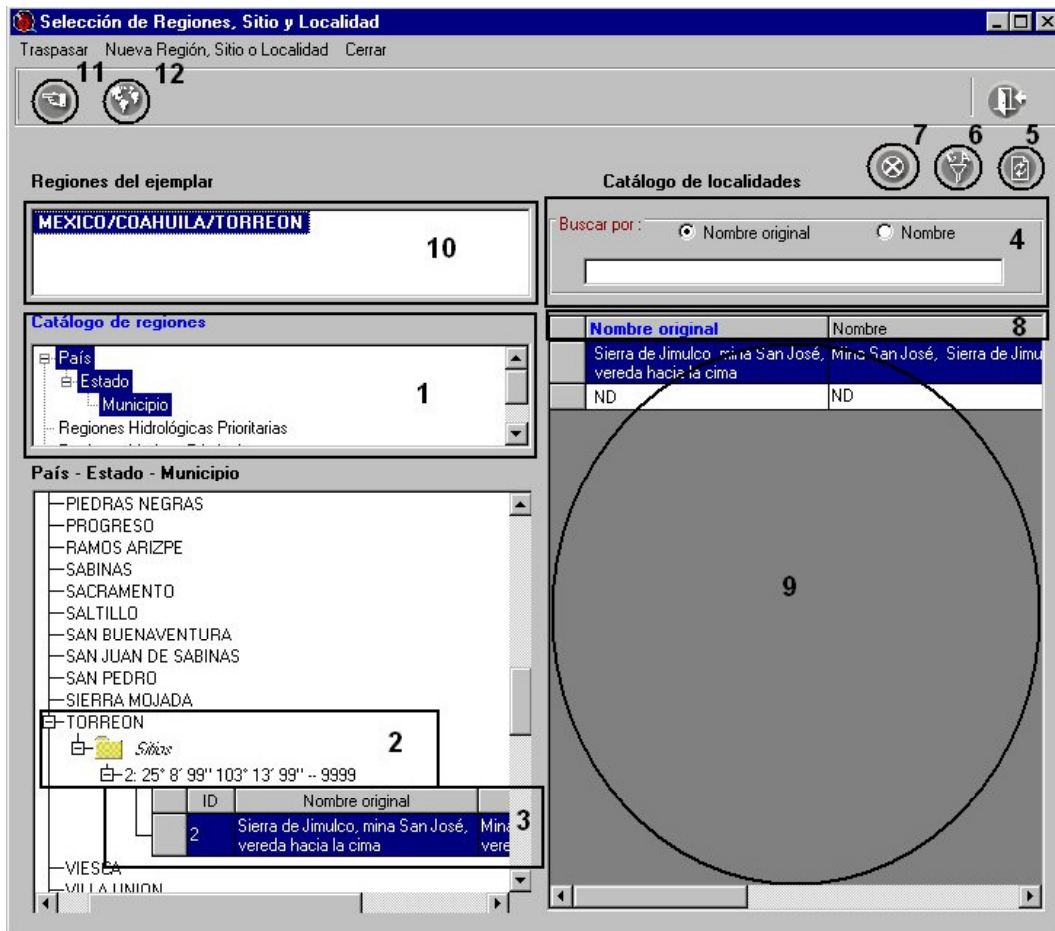 Selección de Regiones, Sitio y Localidad
Traspasar Nueva Región, Sitio o Localidad Cerrar
11 12
7 6 5
Regiones del ejemplar
MEXICO/COAHUILA/TORREON
10
Catálogo de regiones
País
Estado
Municipio
Regiones Hidrológicas Prioritarias
1
País - Estado - Municipio
PIEDRAS NEGRAS
PROGRESO
RAMOS ARIZPE
SABINAS
SACRAMENTO
SALTILLO
SAN BUENAVENTURA
SAN JUAN DE SABINAS
SAN PEDRO
SIERRA MOJADA
TORREON
Sitios 2
2: 25° 8' 99'' 103° 13' 99'' -- 9999
ID Nombre original
2 Sierra de Jimulco, mina San José, Mina 3
vereda hacia la cima vere
VIESCA
VILLA UNION
Catálogo de localidades
Buscar por : Nombre original Nombre 4
Nombre original Nombre 8
Sierra de Jimulco, mina San José, Mina San José, Sierra de Jimu
vereda hacia la cima
ND ND
9